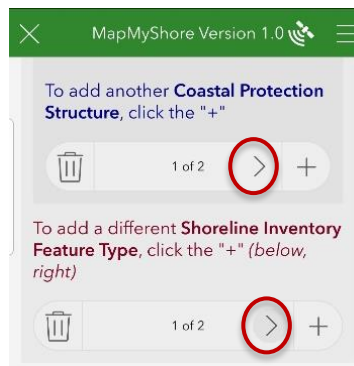 MapMyShore Version 1.0
To add another Coastal Protection
Structure, click the "+"
1 of 2
To add a different Shoreline Inventory
Feature Type, click the "+" (below,
right)
1 of 2